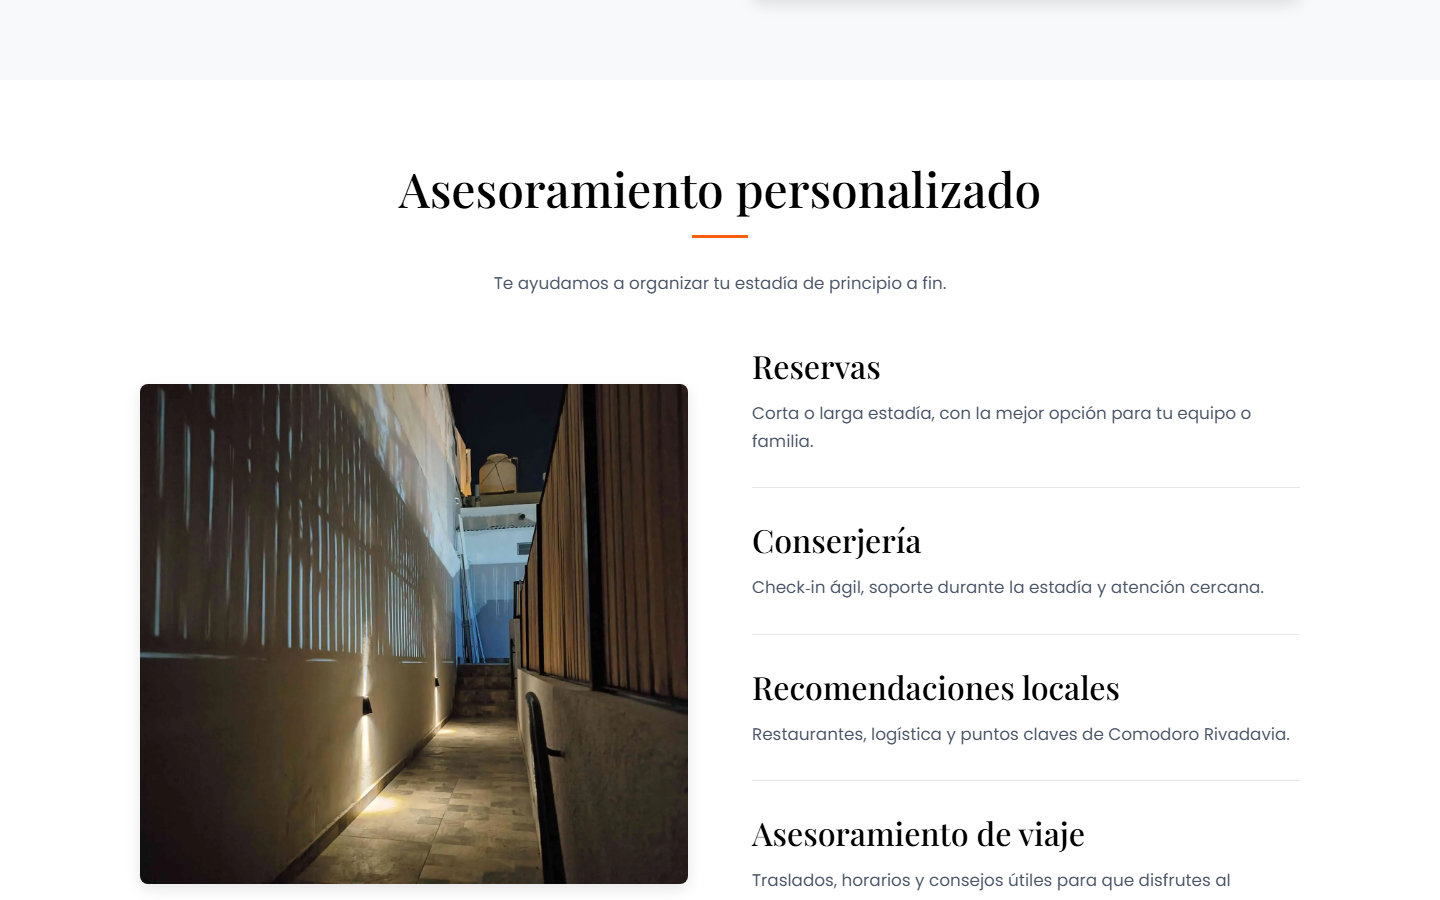 Asesoramiento personalizado
Te ayudamos a organizar tu estadía de principio a fin.
Reservas
Corta o larga estadía, con la mejor opción para tu equipo o
familia.
Conserjería
Check-in ágil, soporte durante la estadía y atención cercana.
Recomendaciones locales
Restaurantes, logística y puntos claves de Comodoro Rivadavia.
Asesoramiento de viaje
Traslados, horarios y consejos útiles para que disfrutes al